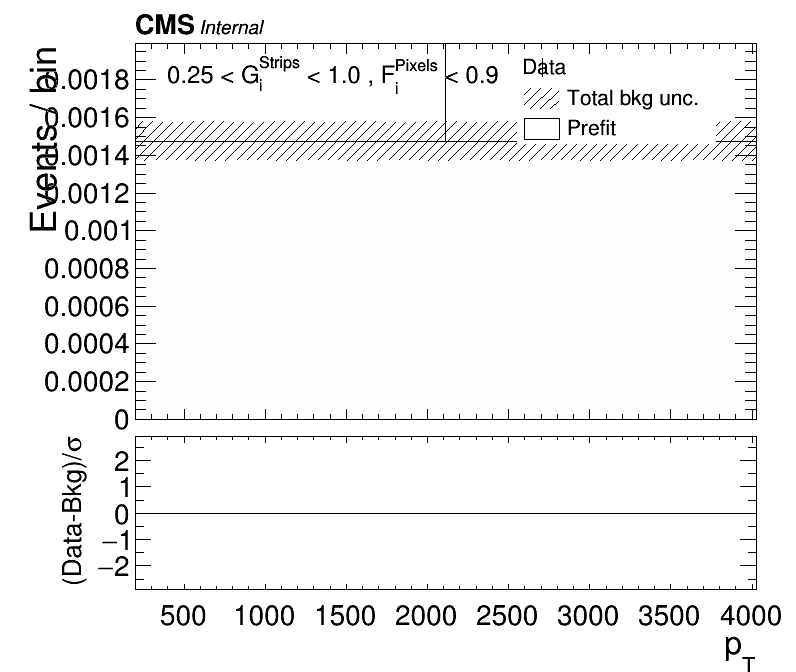 CMS Internal
Events / bin
0.25 < G_i^Strips < 1.0 , F_i^Pixels < 0.9
Data
Total bkg unc.
Prefit
0.0018
0.0016
0.0014
0.0012
0.001
0.0008
0.0006
0.0004
0.0002
0
(Data-Bkg)/σ
2
1
0
−1
−2
500 1000 1500 2000 2500 3000 3500 4000
p_T